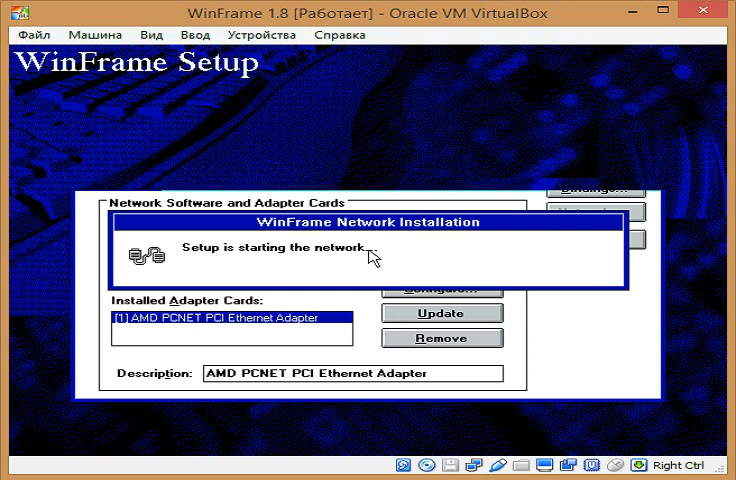 WinFrame 1.8 [Работает] - Oracle VM VirtualBox
Файл Машина Вид Ввод Устройства Справка
WinFrame Setup
Network Software and Adapter Cards
WinFrame Network Installation
Setup is starting the network...
Installed Adapter Cards:
[1] AMD PCNET PCI Ethernet Adapter
Update
Remove
Description: AMD PCNET PCI Ethernet Adapter
Right Ctrl